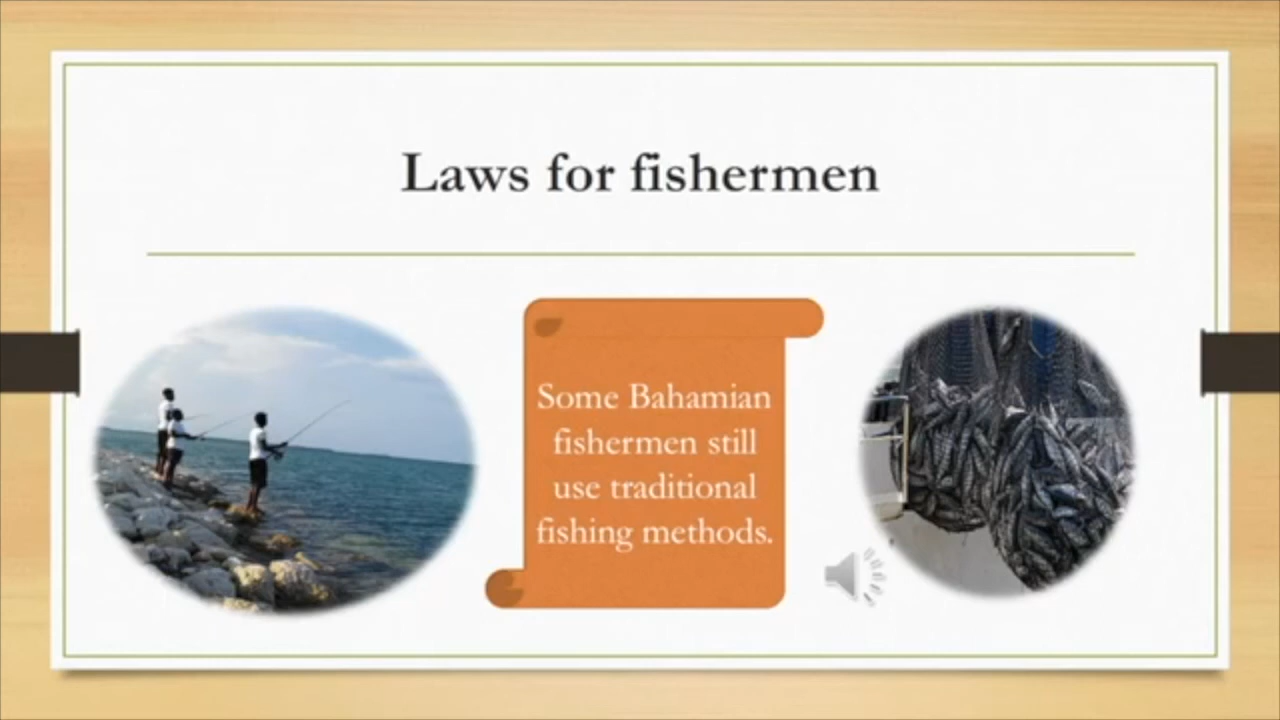 Laws for fishermen
Some Bahamian
fishermen still
use traditional
fishing methods.